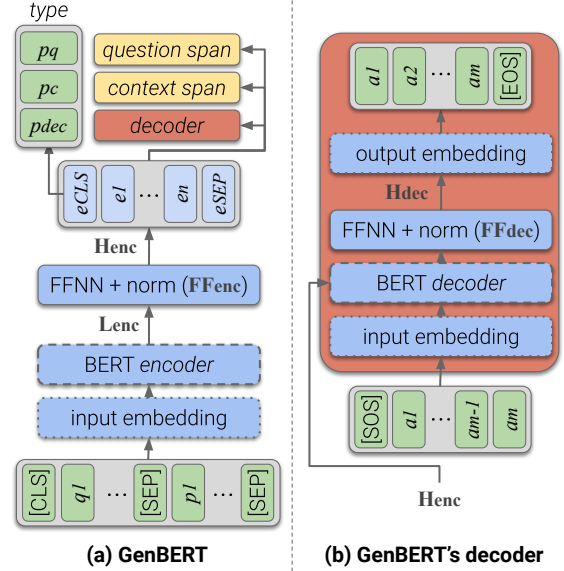 type
pq
pc
pdec
question span
context span
decoder
eCLS e1 ... en eSEP
Henc
FFNN + norm (FFenc)
Lenc
BERT encoder
input embedding
[CLS] q1 ... [SEP] p1 ... [SEP]
(a) GenBERT
a1 a2 ... am [EOS]
output embedding
Hdec
FFNN + norm (FFdec)
BERT decoder
input embedding
[SOS] a1 ... am-1 am
Henc
(b) GenBERT's decoder